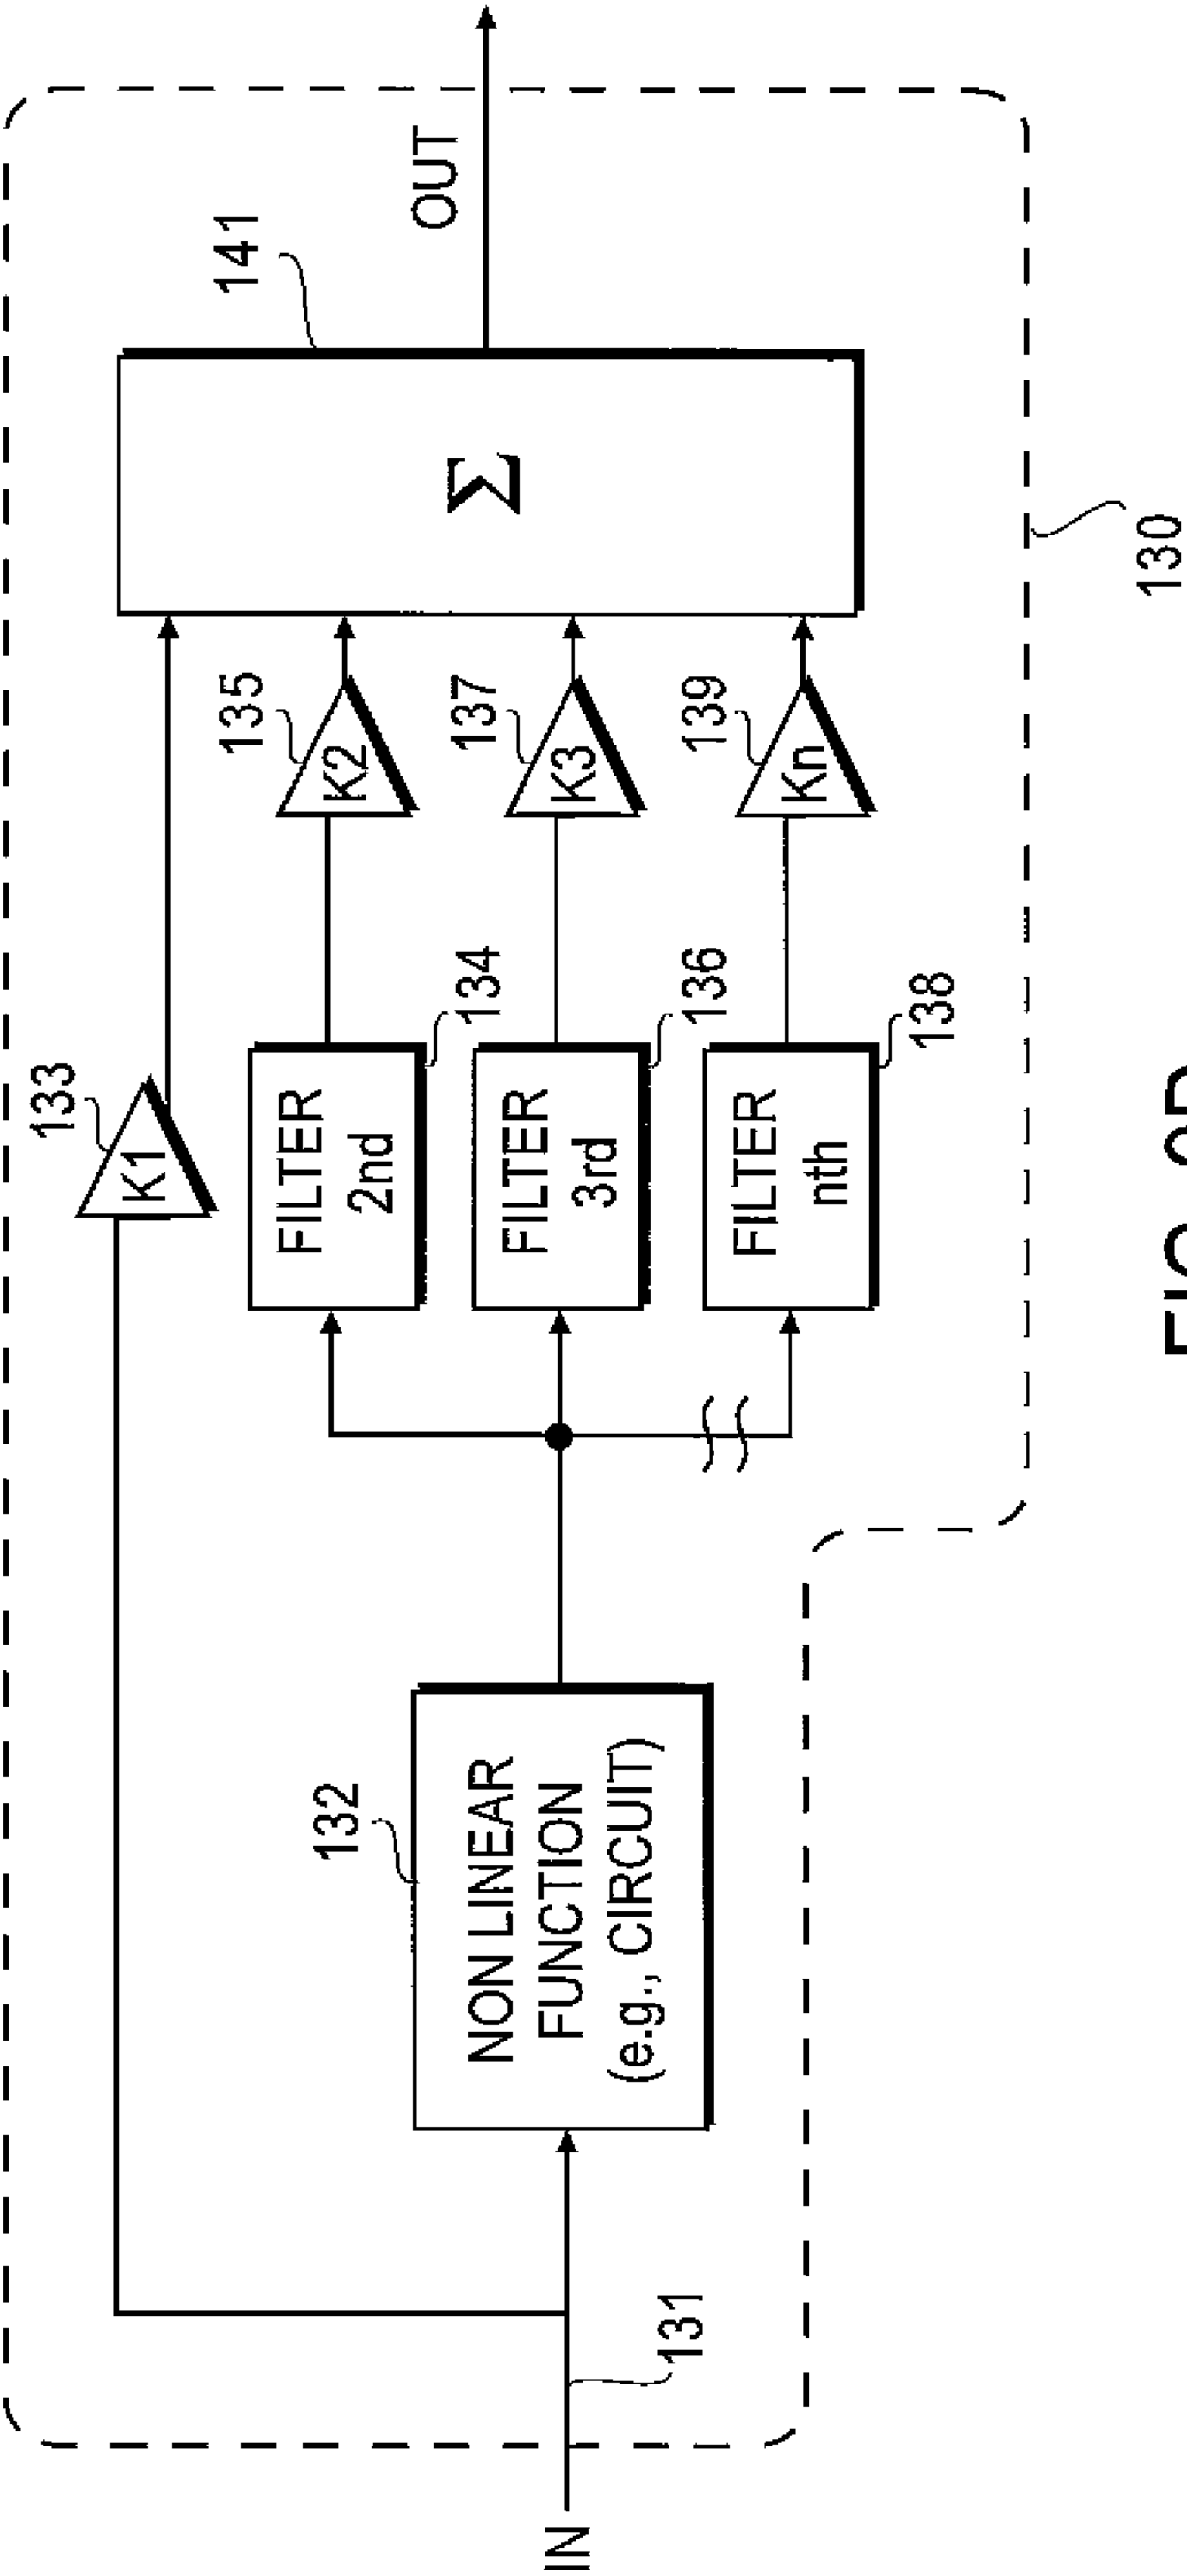 IN
131
NON LINEAR
FUNCTION
(e.g., CIRCUIT)
132
133
K1
FILTER
2nd
134
135
K2
FILTER
3rd
136
137
K3
FILTER
nth
138
139
Kn
Σ
141
OUT
130